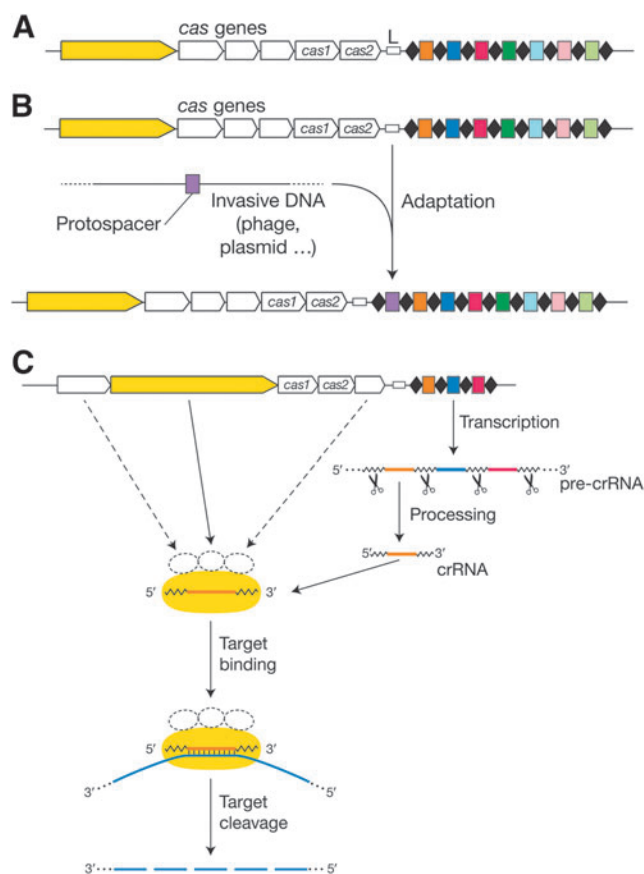 A
cas genes
cas1 cas2
L
B
cas genes
cas1 cas2
Protospacer
Invasive DNA
(phage,
plasmid ...)
Adaptation
cas1 cas2
C
cas1 cas2
Transcription
5′ 3′
pre-crRNA
Processing
5′ 3′
crRNA
5′ 3′
Target
binding
5′ 3′
3′ 5′
Target
cleavage
3′ 5′